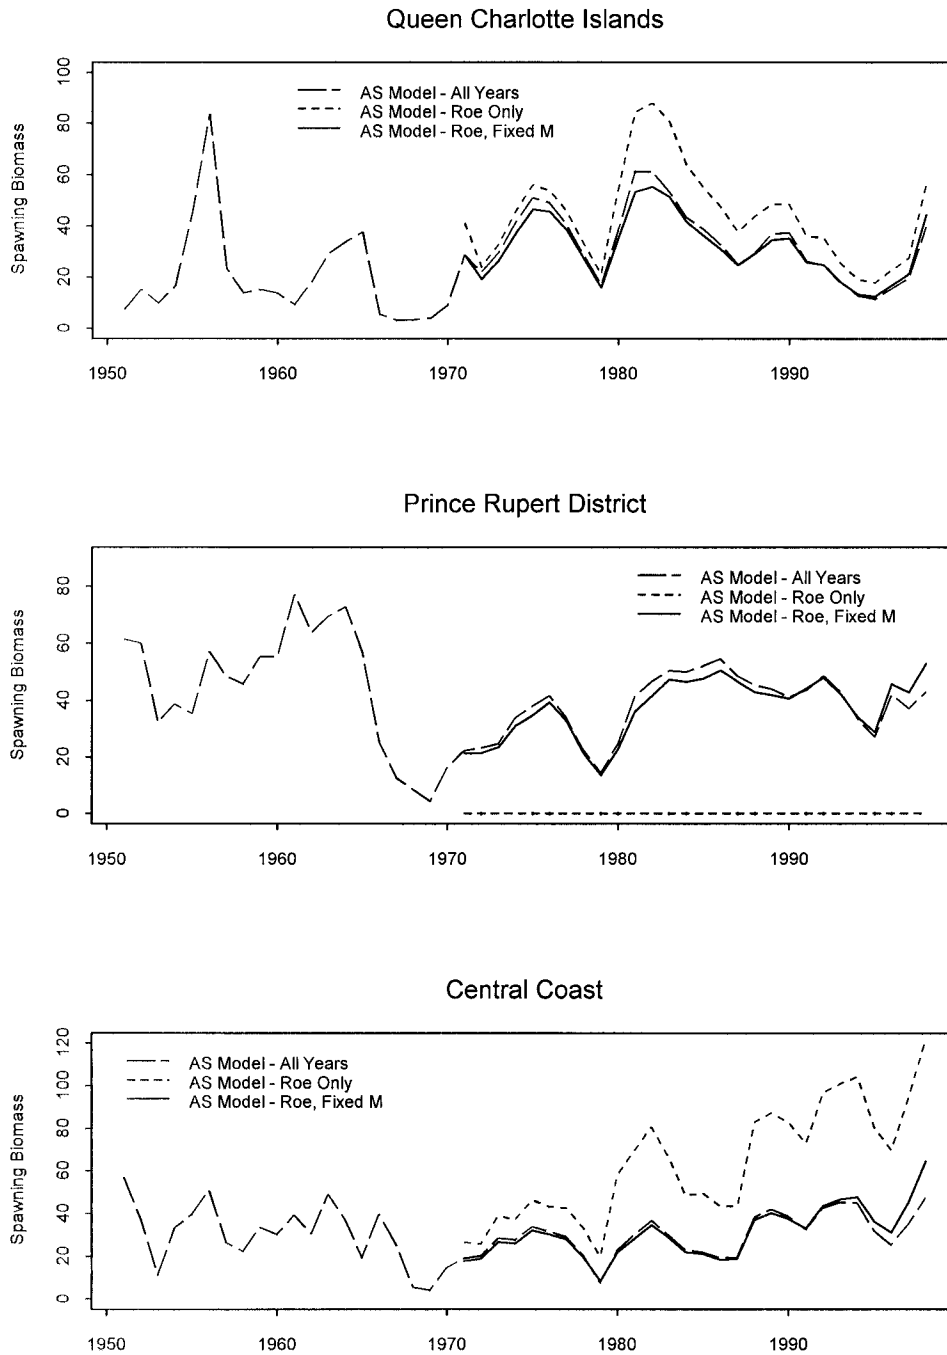 Queen Charlotte Islands
Spawning Biomass
100
80
60
40
20
0
AS Model - All Years
AS Model - Roe Only
AS Model - Roe, Fixed M
1950 1960 1970 1980 1990
Prince Rupert District
Spawning Biomass
80
60
40
20
0
AS Model - All Years
AS Model - Roe Only
AS Model - Roe, Fixed M
1950 1960 1970 1980 1990
Central Coast
Spawning Biomass
120
100
80
60
40
20
0
AS Model - All Years
AS Model - Roe Only
AS Model - Roe, Fixed M
1950 1960 1970 1980 1990